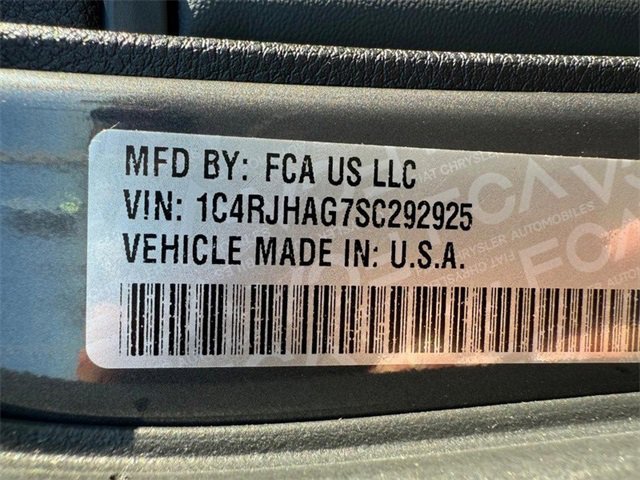 MFD BY: FCA US LLC
VIN: 1C4RJHAG7SC292925
VEHICLE MADE IN: U.S.A.